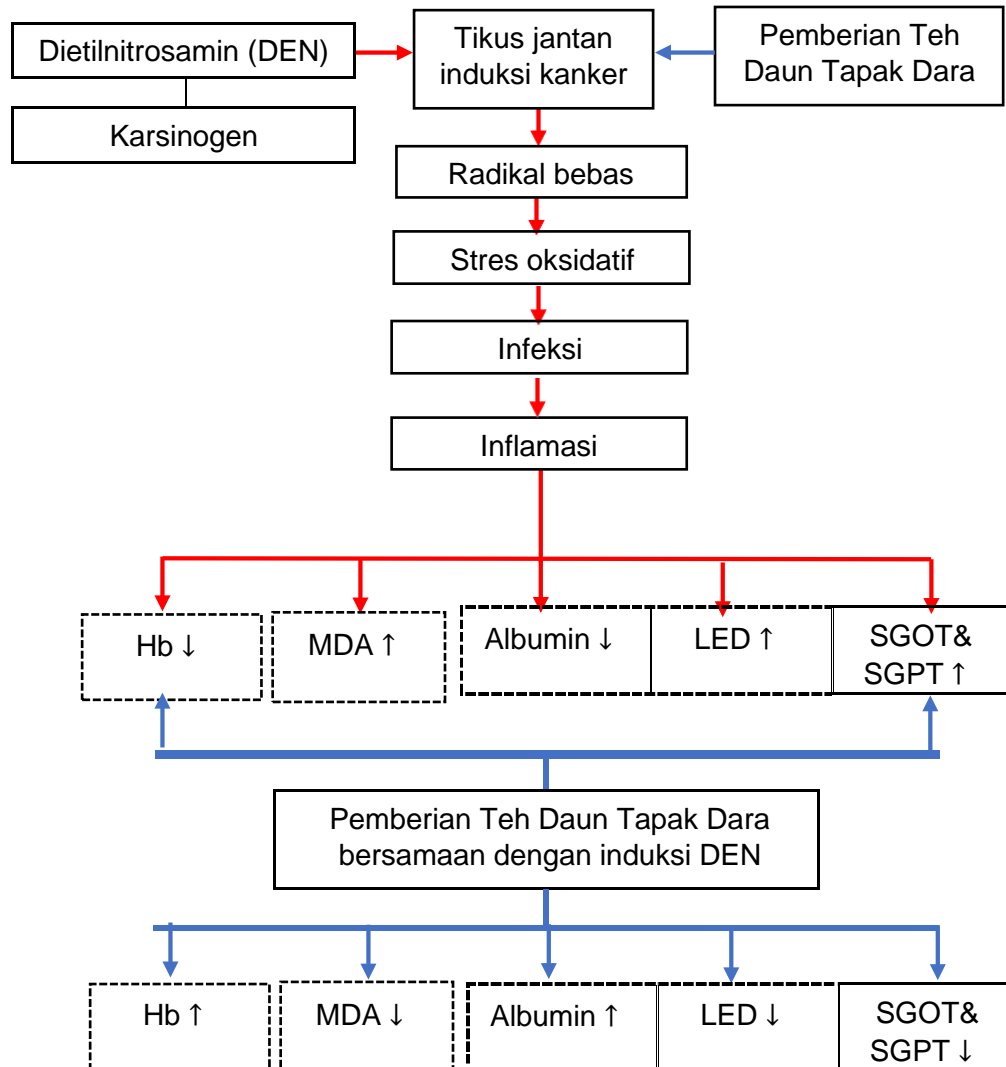 Dietilnitrosamin (DEN)
Tikus jantan
induksi kanker
Pemberian Teh
Daun Tapak Dara
Karsinogen
Radikal bebas
Stres oksidatif
Infeksi
Inflamasi
Hb ↓
MDA ↑
Albumin ↓
LED ↑
SGOT&
SGPT ↑
Pemberian Teh Daun Tapak Dara
bersamaan dengan induksi DEN
Hb ↑
MDA ↓
Albumin ↑
LED ↓
SGOT&
SGPT ↓